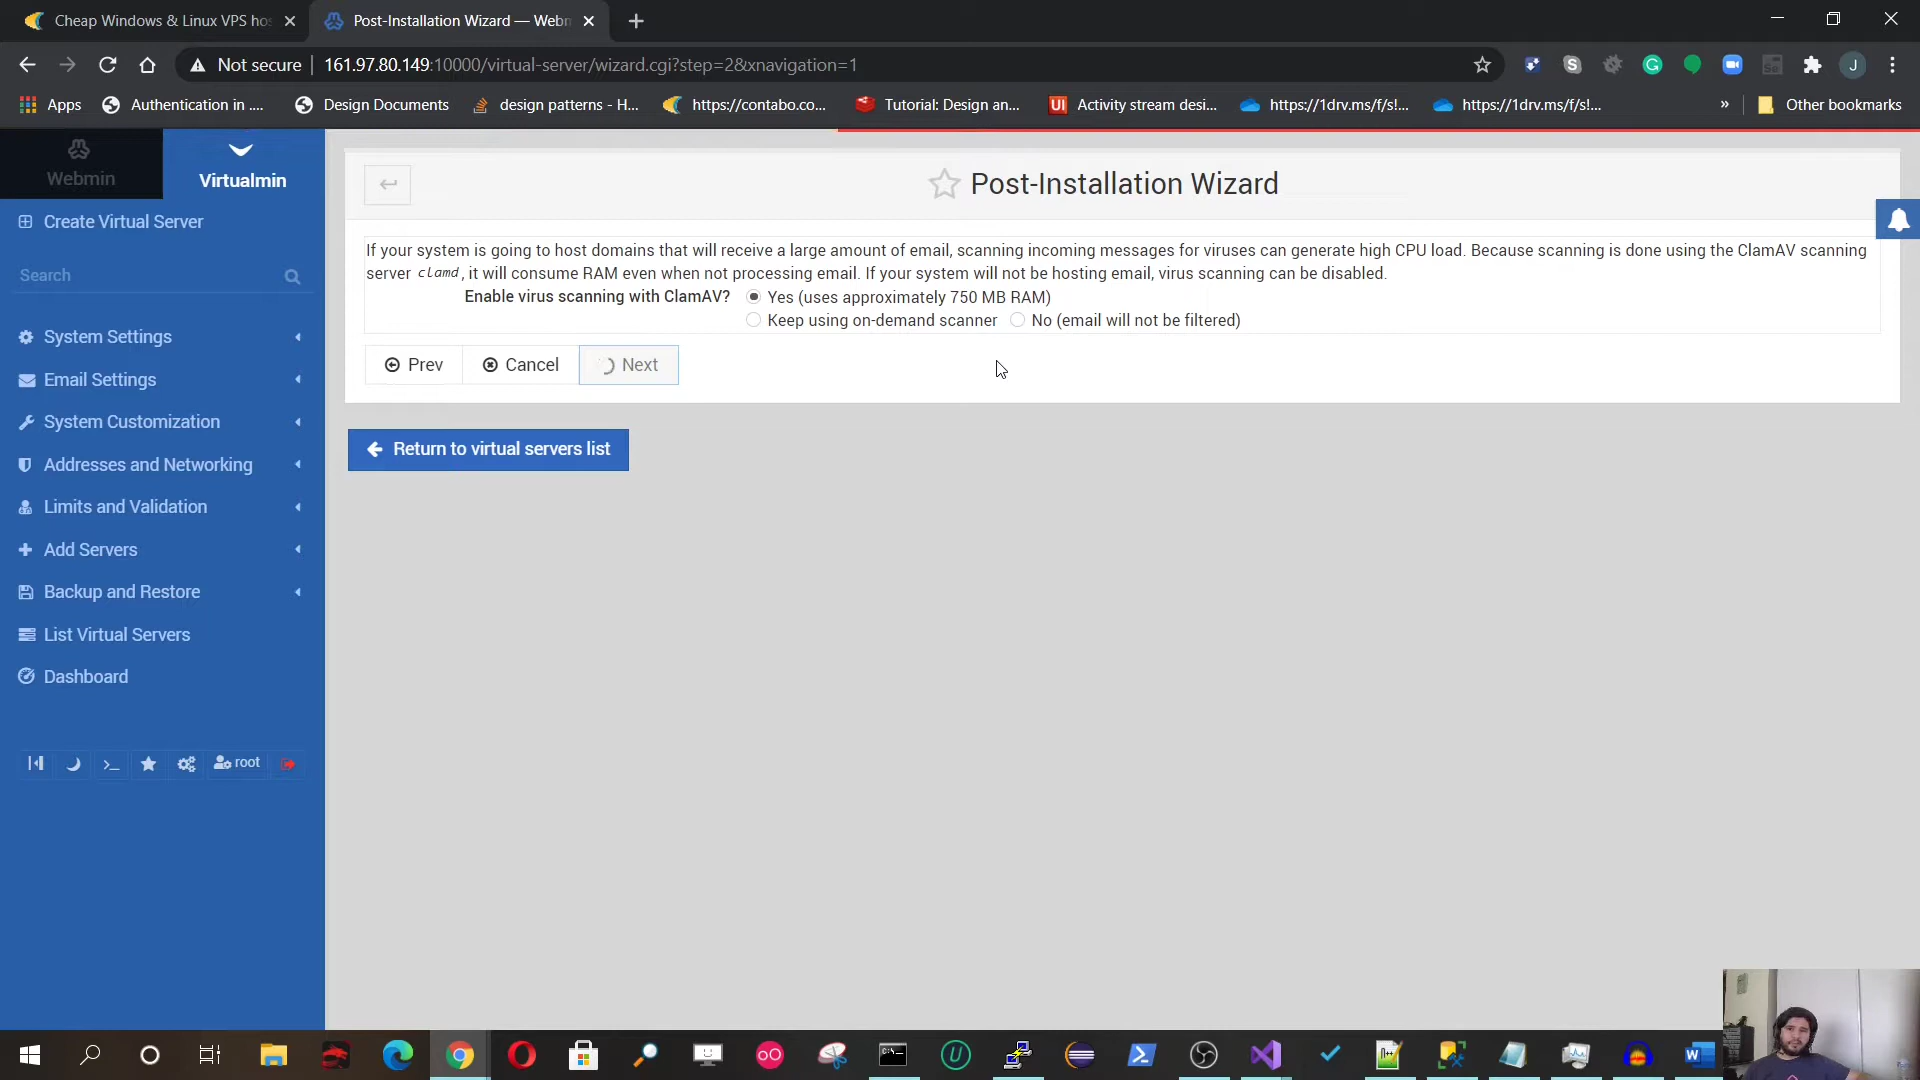 Cheap Windows & Linux VPS hos
Post-Installation Wizard — Webm
Not secure
161.97.80.149:10000/virtual-server/wizard.cgi?step=2&xnavigation=1
J
Apps
Authentication in ....
Design Documents
design patterns - H...
https://contabo.co...
Tutorial: Design an...
UI
Activity stream desi...
https://1drv.ms/f/s!...
https://1drv.ms/f/s!...
»
Other bookmarks
Webmin
Virtualmin
Create Virtual Server
Search
System Settings
Email Settings
System Customization
Addresses and Networking
Limits and Validation
Add Servers
Backup and Restore
List Virtual Servers
Dashboard
root
Post-Installation Wizard
If your system is going to host domains that will receive a large amount of email, scanning incoming messages for viruses can generate high CPU load. Because scanning is done using the ClamAV scanning
server clamd, it will consume RAM even when not processing email. If your system will not be hosting email, virus scanning can be disabled.
Enable virus scanning with ClamAV? Yes (uses approximately 750 MB RAM)
Keep using on-demand scanner No (email will not be filtered)
Prev
Cancel
Next
Return to virtual servers list